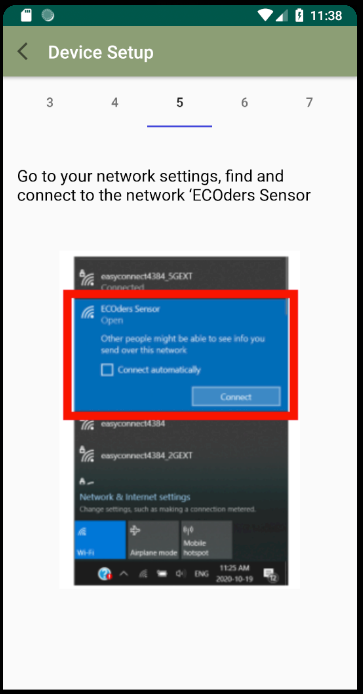 11:38
Device Setup
3 4 5 6 7
Go to your network settings, find and
connect to the network ‘ECOders Sensor
easyconnect4384_5GEXT
Connected
ECOders Sensor
Open
Other people might be able to see info you
send over this network
Connect automatically
Connect
easyconnect4384
easyconnect4384_2GEXT
Network & Internet settings
Change settings, such as making a connection metered.
Wi-Fi
Airplane mode
Mobile
hotspot
ENG
11:25 AM
2020-10-19